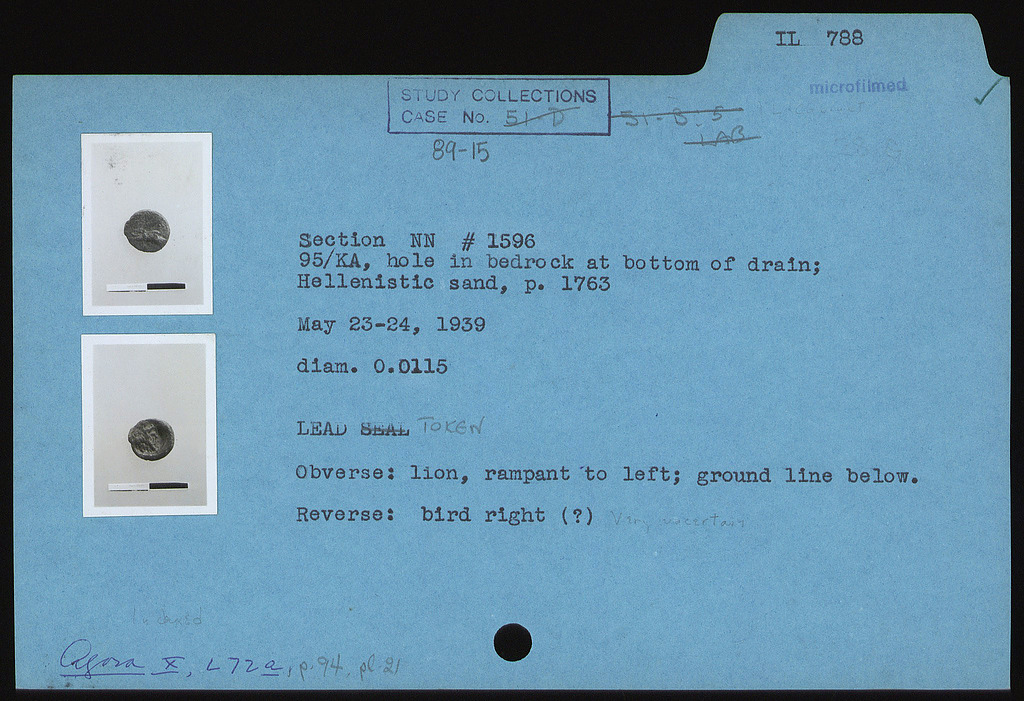 IL 788
microfilmed
STUDY COLLECTIONS
CASE No. 51-D
51-B.5
LAB
89-15
Section NN # 1596
95/KA, hole in bedrock at bottom of drain;
Hellenistic sand, p. 1763
May 23-24, 1939
diam. 0.0115
LEAD SEAL TOKEN
Obverse: lion, rampant to left; ground line below.
Reverse: bird right (?) Very uncertain
Agora X, L72a, p.94, pl.21